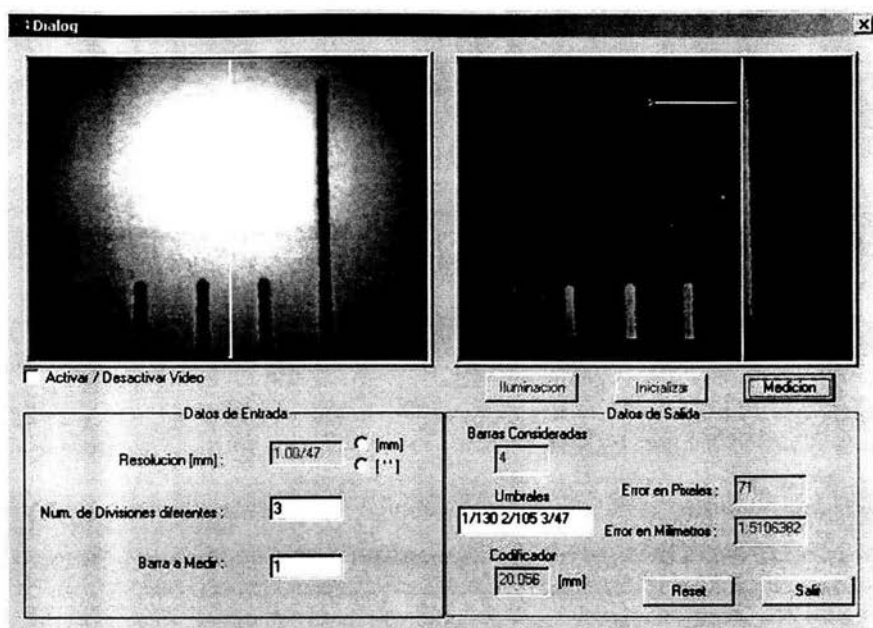 Dialog
Activar / Desactivar Video
Iluminacion
Inicializar
Medicion
Datos de Entrada
Resolucion [mm] :
1.00/47
[mm]
['']
Num. de Divisiones diferentes :
3
Barra a Medir :
1
Datos de Salida
Barras Consideradas
4
Umbrales
1/130 2/105 3/47
Codificador
20.056
[mm]
Error en Pixeles :
71
Error en Milimetros :
1.5106382
Reset
Salir